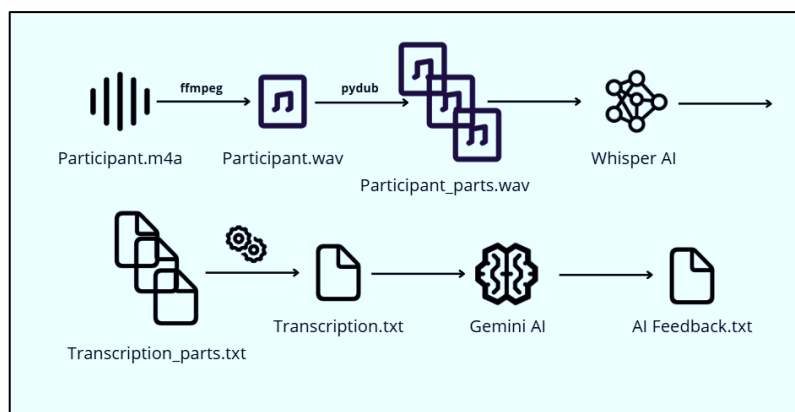 ffmpeg
pydub
Participant.m4a
Participant.wav
Participant_parts.wav
Whisper AI
Transcription_parts.txt
Transcription.txt
Gemini AI
AI Feedback.txt